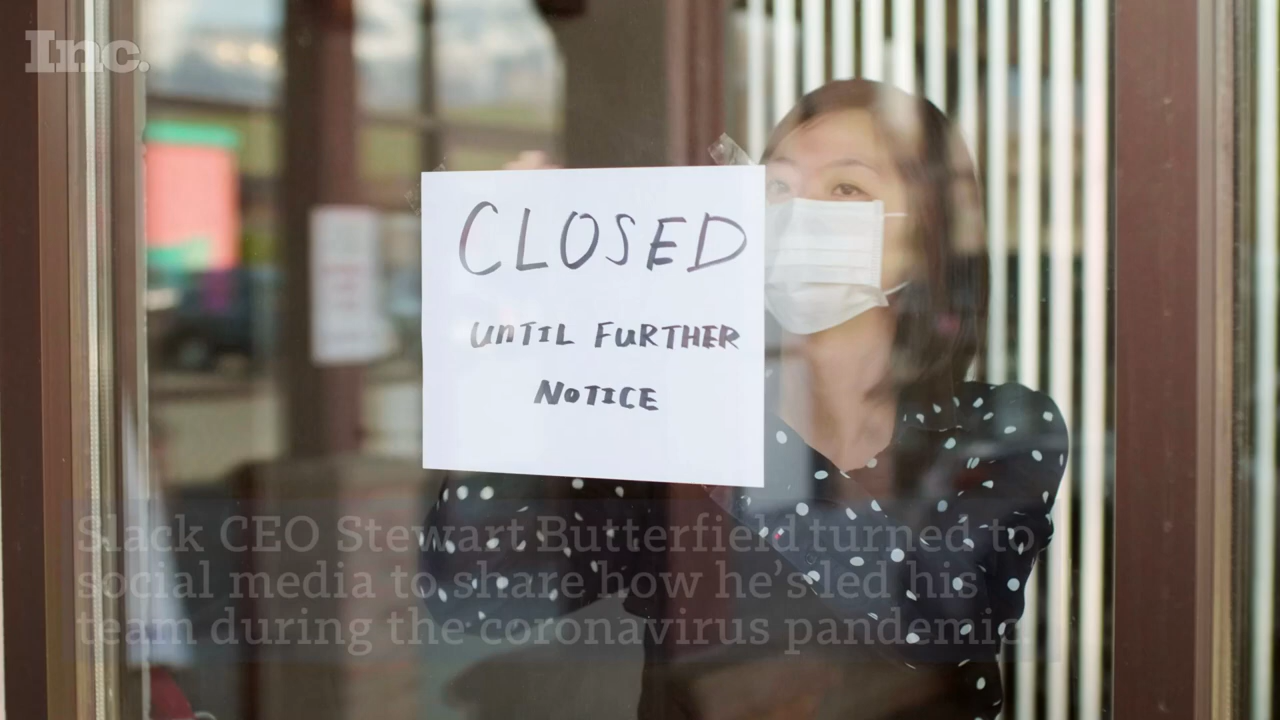 Inc.
CLOSED
UNTIL FURTHER
NOTICE
Slack CEO Stewart Butterfield turned to
social media to share how he's led his
team during the coronavirus pandemic.